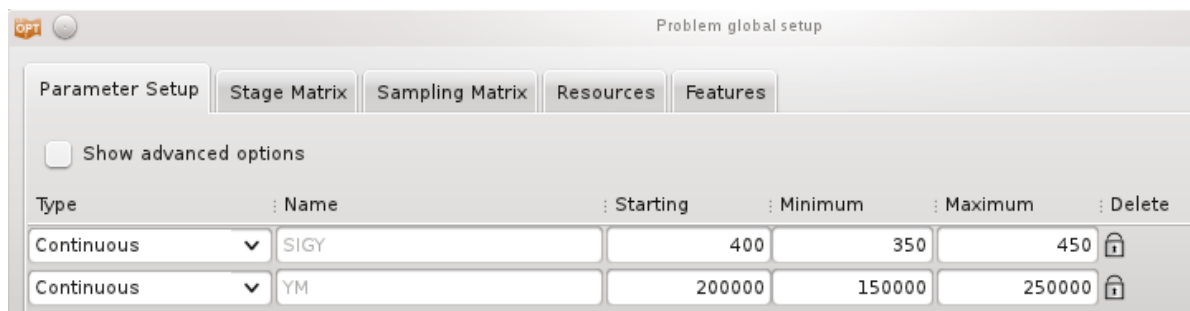 OPT Problem global setup
Parameter Setup Stage Matrix Sampling Matrix Resources Features
Show advanced options
Type Name Starting Minimum Maximum Delete
Continuous SIGY 400 350 450
Continuous YM 200000 150000 250000